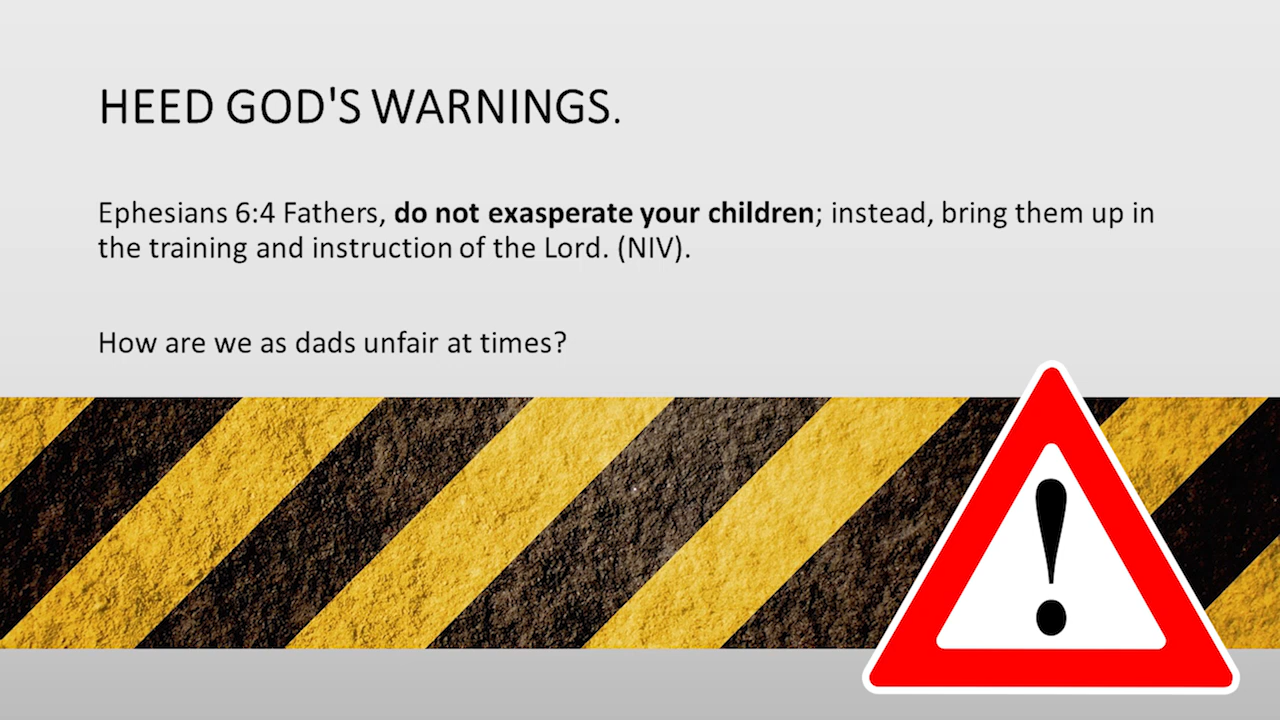 HEED GOD'S WARNINGS.
Ephesians 6:4 Fathers, do not exasperate your children; instead, bring them up in
the training and instruction of the Lord. (NIV).
How are we as dads unfair at times?
!